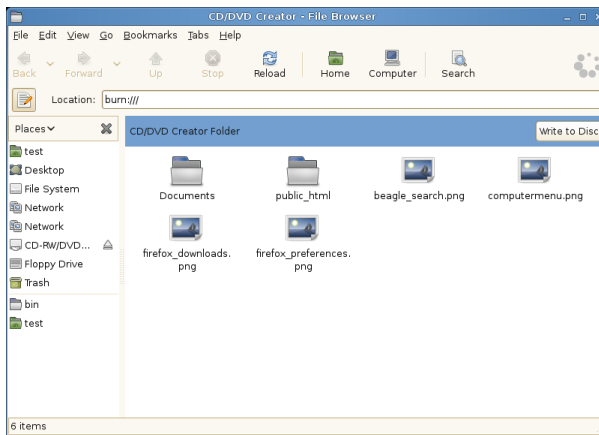 CD/DVD Creator - File Browser
File Edit View Go Bookmarks Tabs Help
Back Forward Up Stop Reload Home Computer Search
Location: burn:///
Places
CD/DVD Creator Folder
Write to Disc
test
Desktop
File System
Network
Network
CD-RW/DVD...
Floppy Drive
Trash
bin
test
Documents
public_html
beagle_search.png
computermenu.png
firefox_downloads.
png
firefox_preferences.
png
6 items